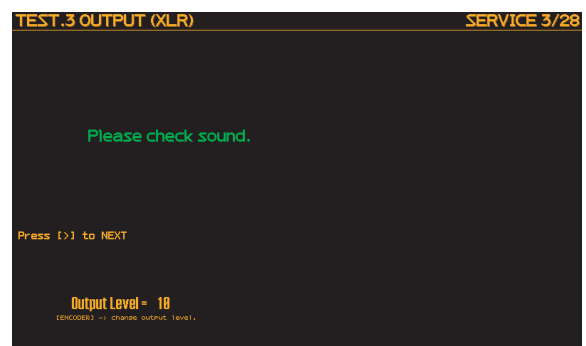 TEST.3 OUTPUT (XLR) SERVICE 3/28
Please check sound.
Press [>] to NEXT
Output Level = 10
[ENCODER] -> change output level.